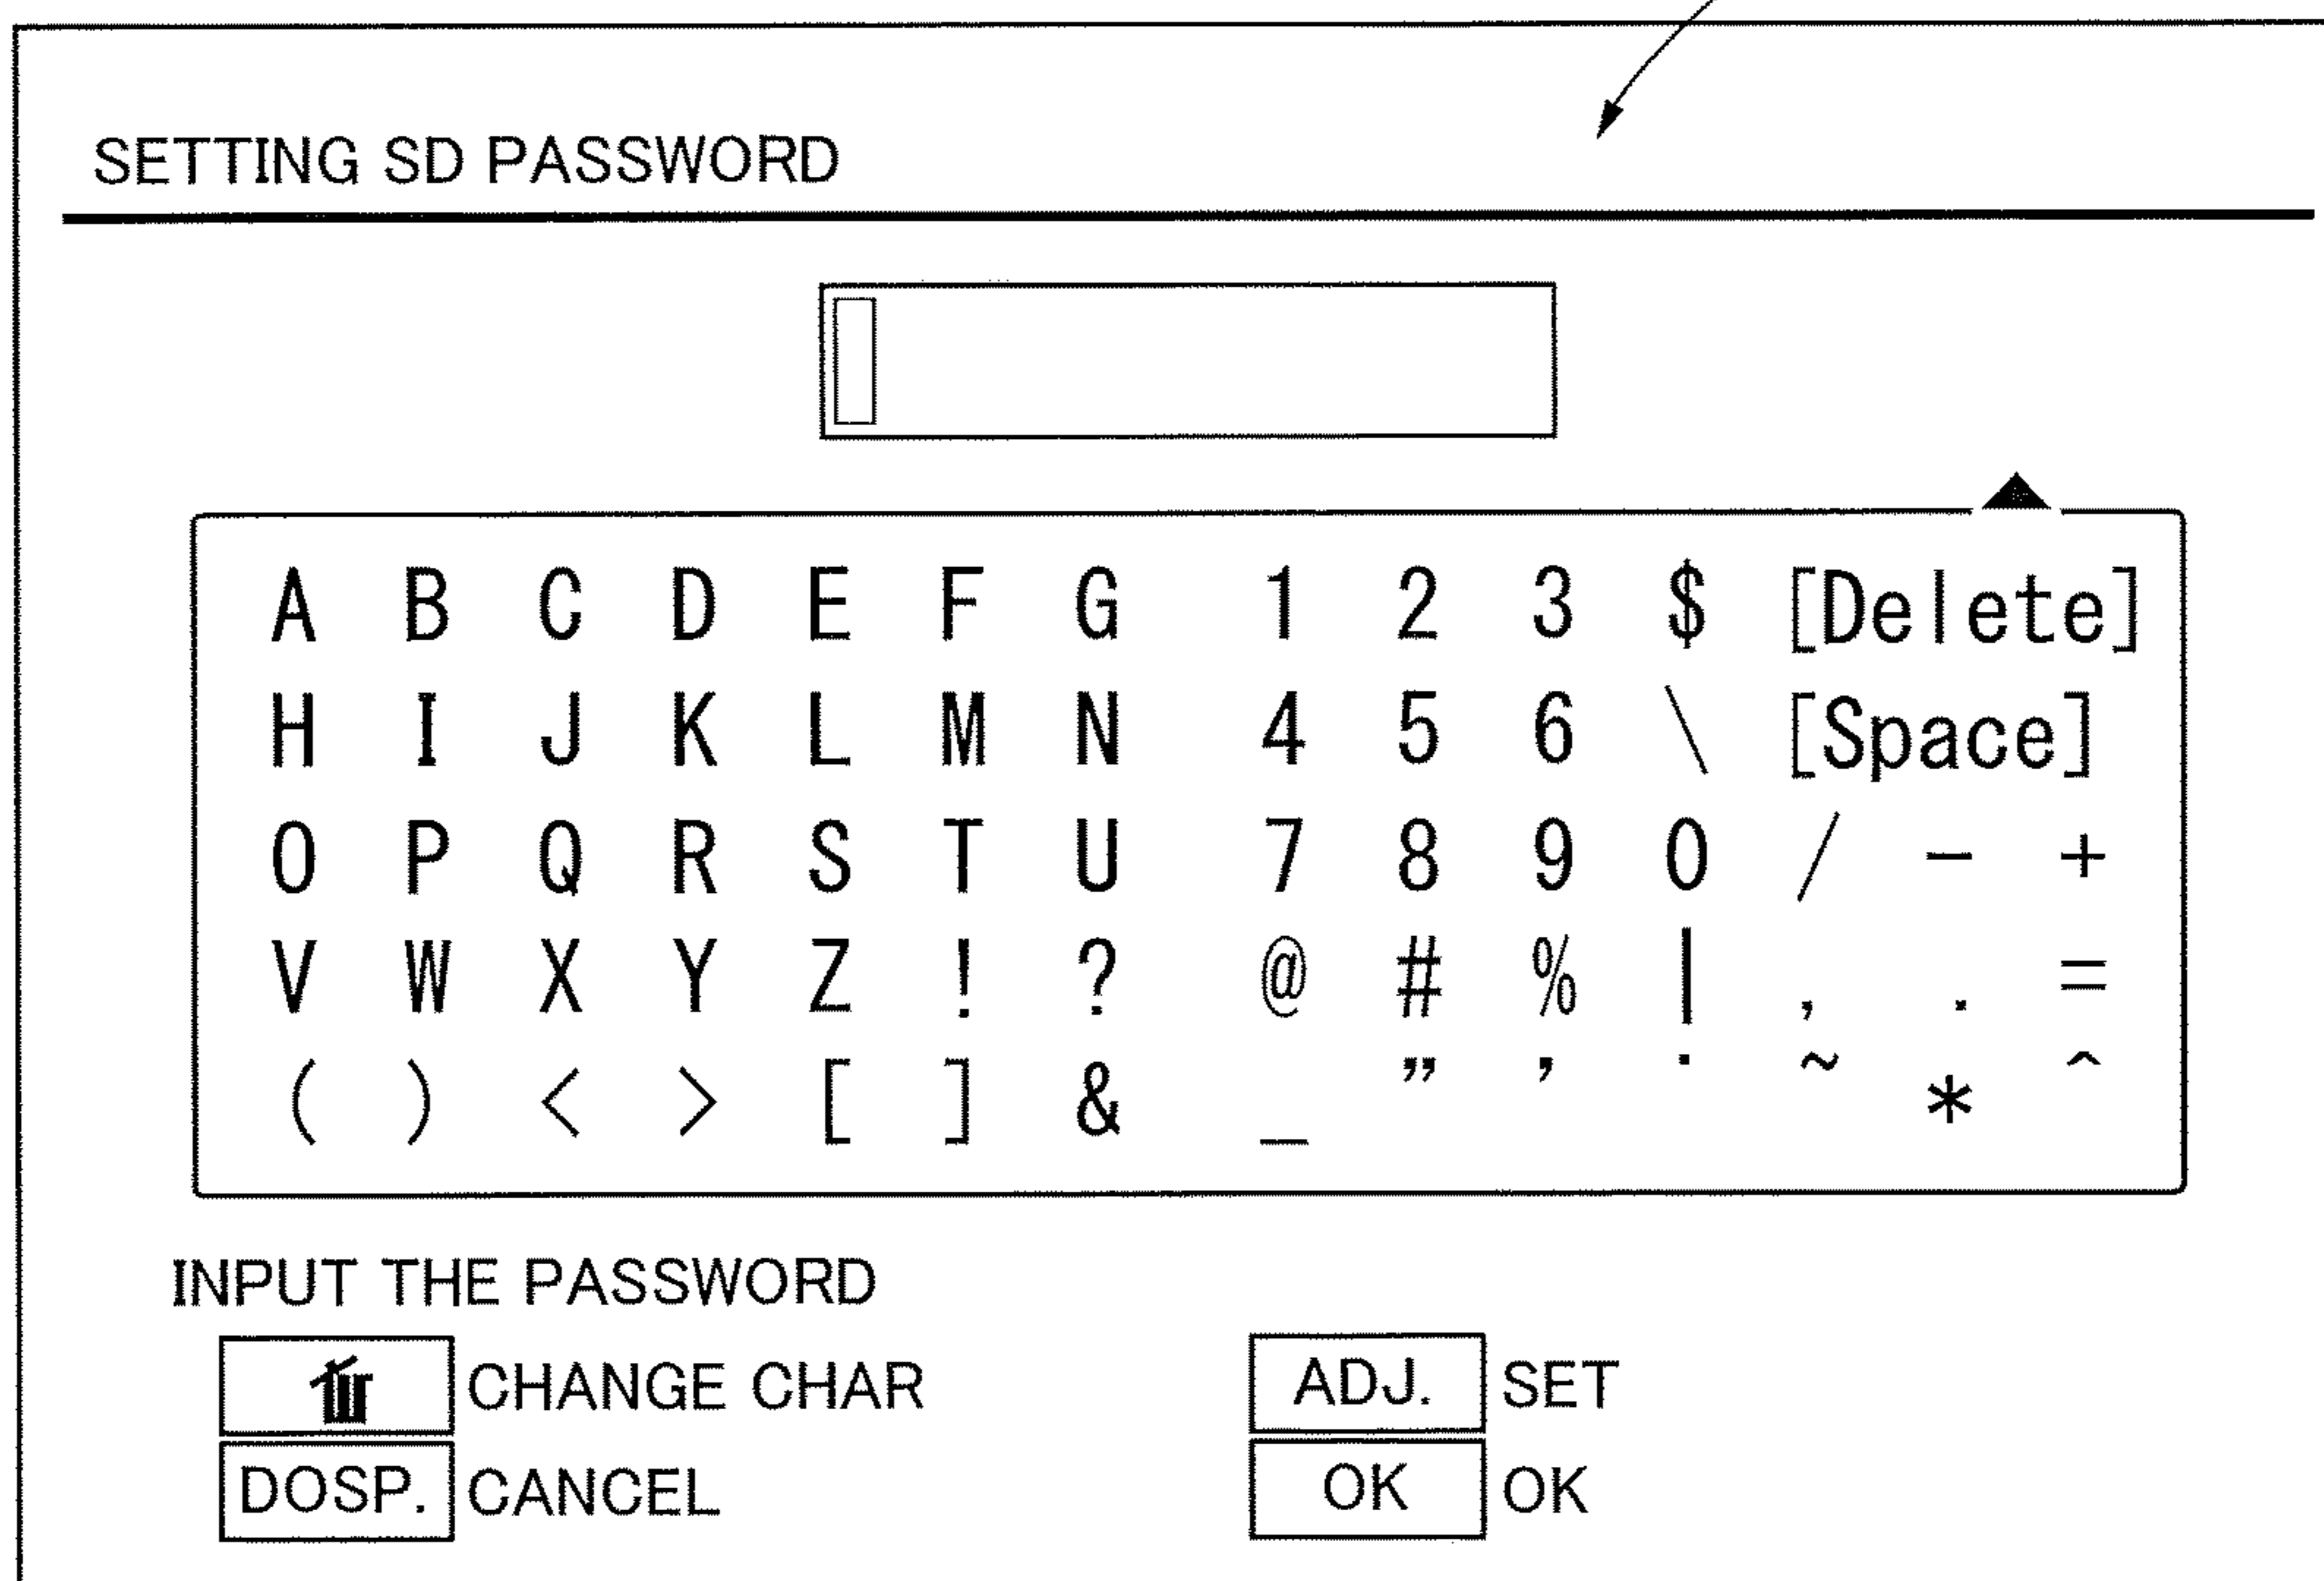 SETTING SD PASSWORD
A B C D E F G 1 2 3 $ [Delete]
H I J K L M N 4 5 6 \ [Space]
O P Q R S T U 7 8 9 0 / - +
V W X Y Z ! ? @ # % | , . =
( ) < > [ ] & _ ” ’ · ~ * ^
INPUT THE PASSWORD
CHANGE CHAR ADJ. SET
DOSP. CANCEL OK OK